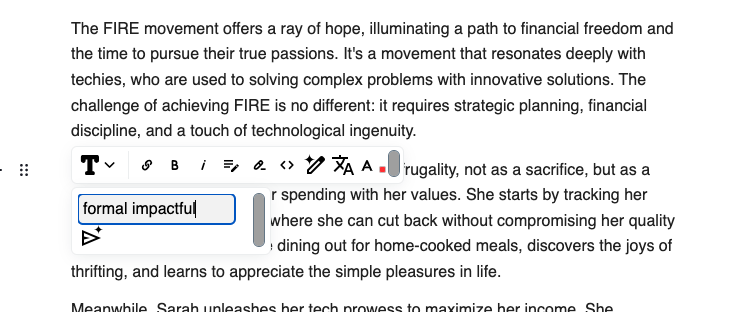 The FIRE movement offers a ray of hope, illuminating a path to financial freedom and
the time to pursue their true passions. It's a movement that resonates deeply with
techies, who are used to solving complex problems with innovative solutions. The
challenge of achieving FIRE is no different: it requires strategic planning, financial
discipline, and a touch of technological ingenuity.
T B i <> A A
not as a sacrifice, but as a
formal impactful
spending with her values. She starts by tracking her
where she can cut back without compromising her quality
dining out for home-cooked meals, discovers the joys of
thrifting, and learns to appreciate the simple pleasures in life.
Meanwhile, Sarah unleashes her tech prowess to maximize her income. She